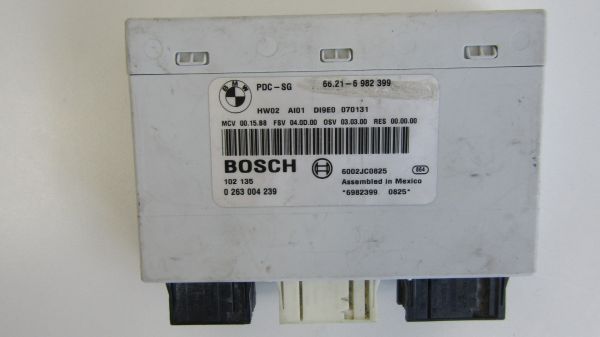 BMW
PDC-SG 66.21-6 982 399
HW02 AI01 DI9E0 070131
MCV 00.15.88 FSV 04.00.00 OSV 03.03.00 RES 00.00.00
BOSCH 6002JC0825 864
102 135 Assembled in Mexico
0 263 004 239 *6982399 0825*